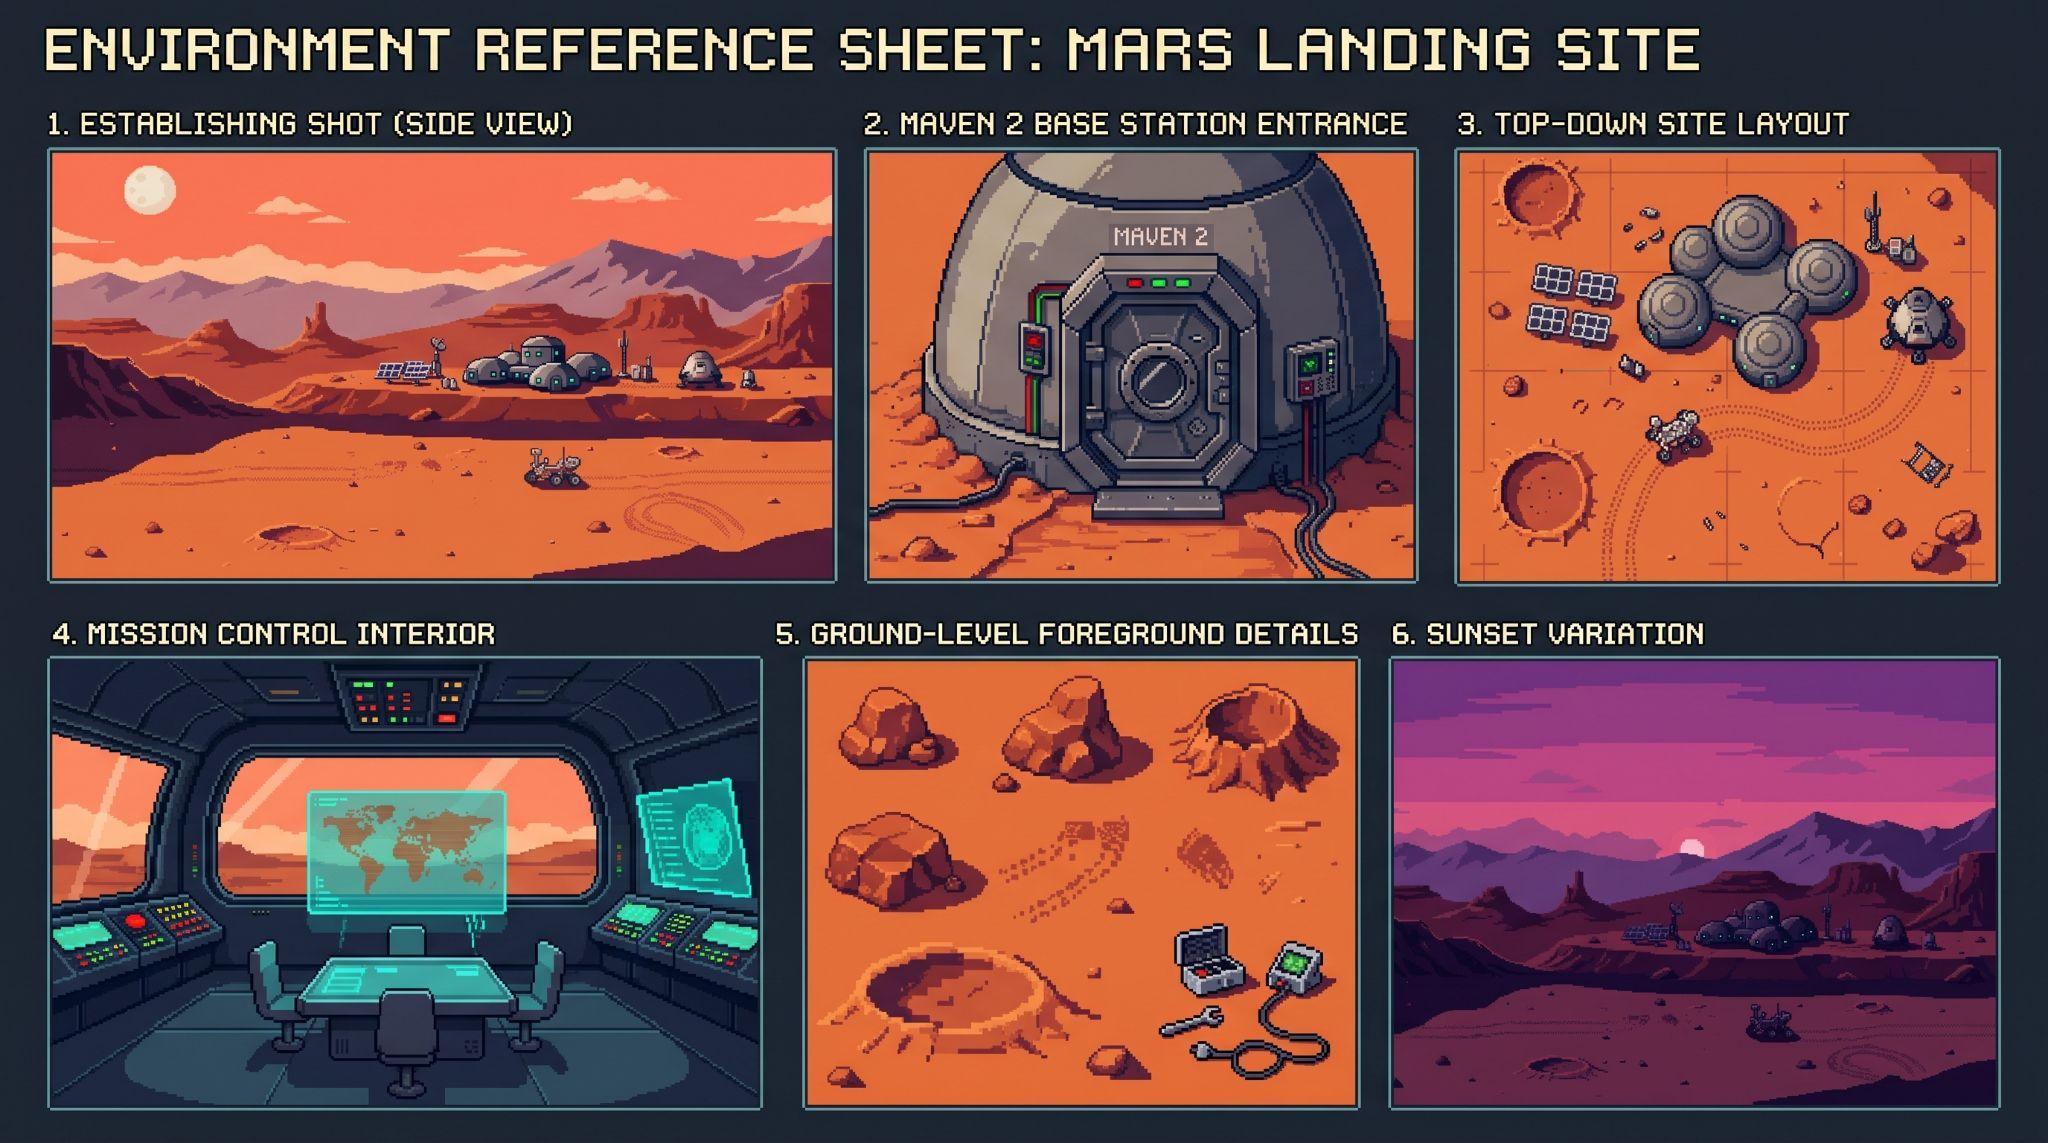 ENVIRONMENT REFERENCE SHEET: MARS LANDING SITE
1. ESTABLISHING SHOT (SIDE VIEW)
2. MAVEN 2 BASE STATION ENTRANCE
3. TOP-DOWN SITE LAYOUT
MAVEN 2
4. MISSION CONTROL INTERIOR
5. GROUND-LEVEL FOREGROUND DETAILS
6. SUNSET VARIATION